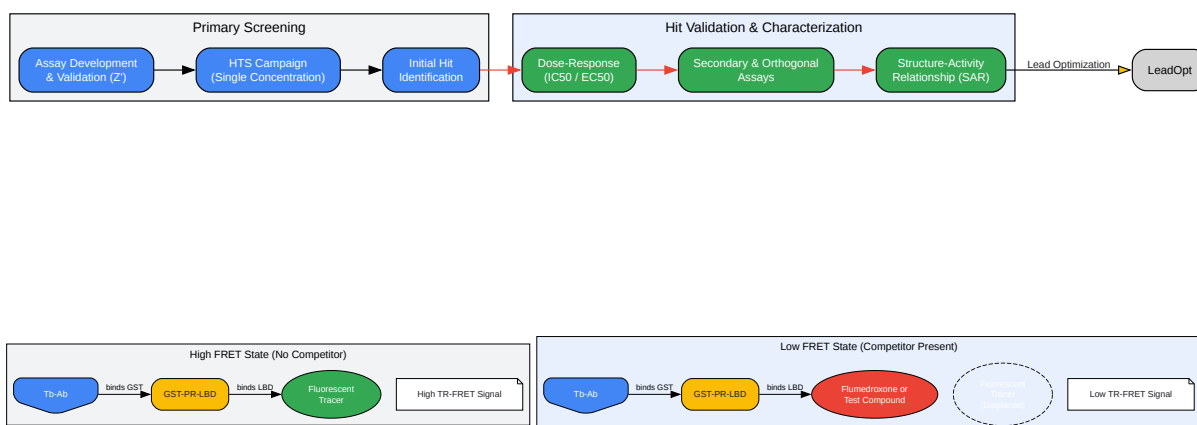 Primary Screening
Assay Development
& Validation (Z')
HTS Campaign
(Single Concentration)
Initial Hit
Identification
Hit Validation & Characterization
Dose-Response
(IC50 / EC50)
Secondary & Orthogonal
Assays
Structure-Activity
Relationship (SAR)
Lead Optimization
LeadOpt
High FRET State (No Competitor)
Tb-Ab
binds GST
GST-PR-LBD
binds LBD
Fluorescent
Tracer
High TR-FRET Signal
Low FRET State (Competitor Present)
Tb-Ab
binds GST
GST-PR-LBD
binds LBD
Flumedroxone or
Test Compound
Fluorescent
Tracer
(Displaced)
Low TR-FRET Signal